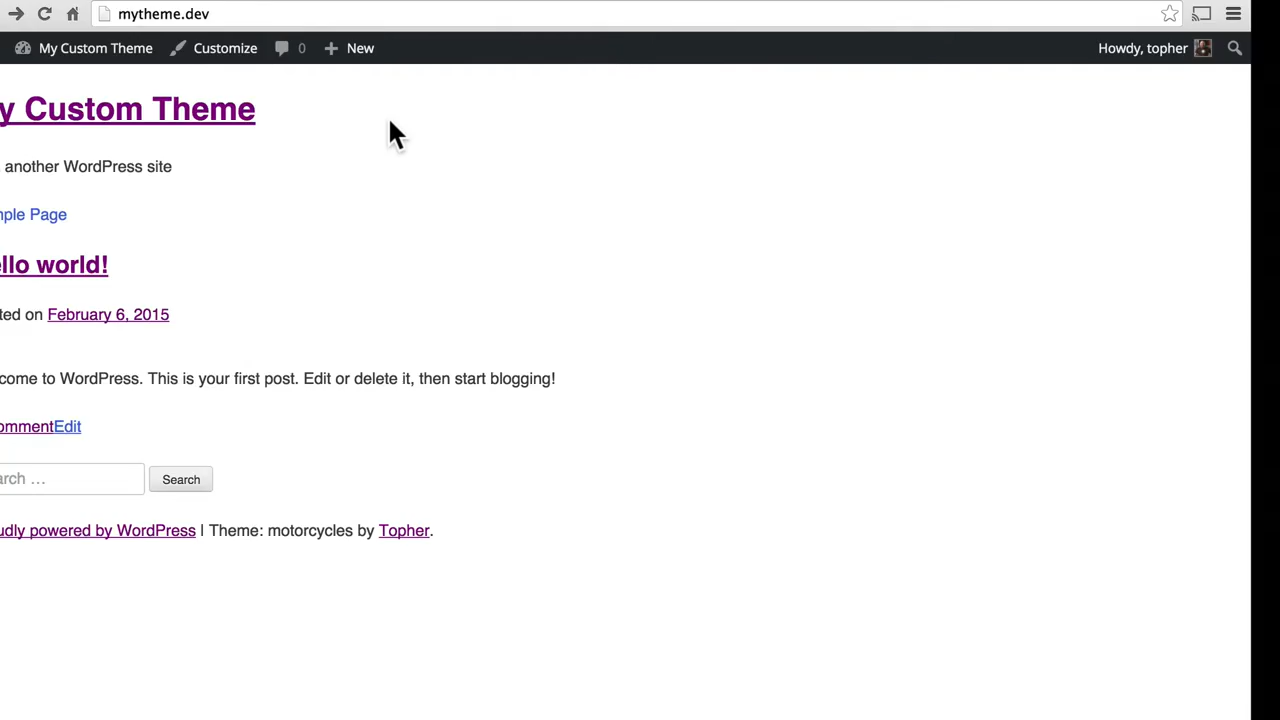 mytheme.dev
My Custom Theme Customize 0 New Howdy, topher
y Custom Theme
another WordPress site
nple Page
ello world!
ted on February 6, 2015
come to WordPress. This is your first post. Edit or delete it, then start blogging!
ommentEdit
arch … Search
udly powered by WordPress | Theme: motorcycles by Topher.